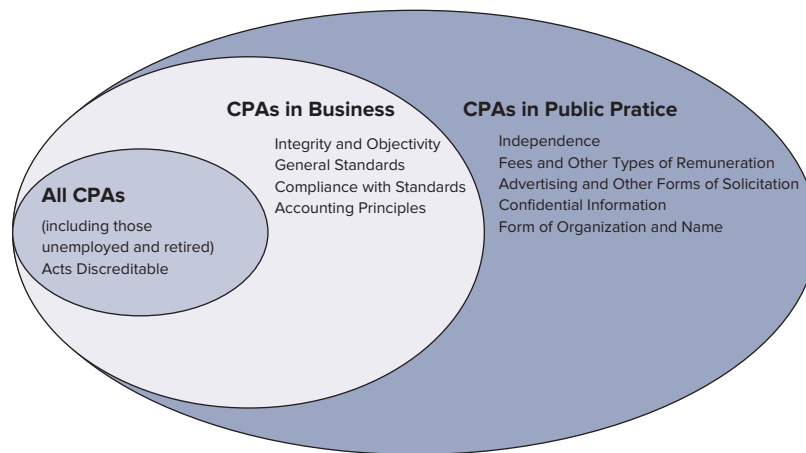 CPAs in Business
Integrity and Objectivity
General Standards
Compliance with Standards
Accounting Principles
CPAs in Public Pratice
Independence
Fees and Other Types of Remuneration
Advertising and Other Forms of Solicitation
Confidential Information
Form of Organization and Name
All CPAs
(including those
unemployed and retired)
Acts Discreditable